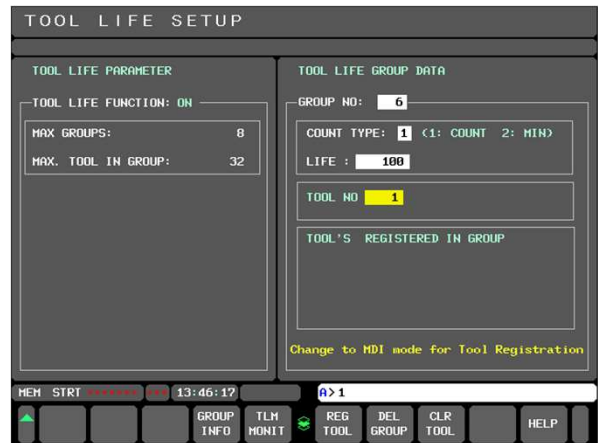 TOOL LIFE SETUP
TOOL LIFE PARAMETER
TOOL LIFE FUNCTION: ON
MAX GROUPS: 8
MAX. TOOL IN GROUP: 32
TOOL LIFE GROUP DATA
GROUP NO: 6
COUNT TYPE: 1 (1: COUNT 2: MIN)
LIFE : 100
TOOL NO 1
TOOL'S REGISTERED IN GROUP
Change to MDI mode for Tool Registration
MEM STRT ******* *** 13:46:17 A>1
GROUP INFO
TLM MONIT
REG TOOL
DEL GROUP
CLR TOOL
HELP